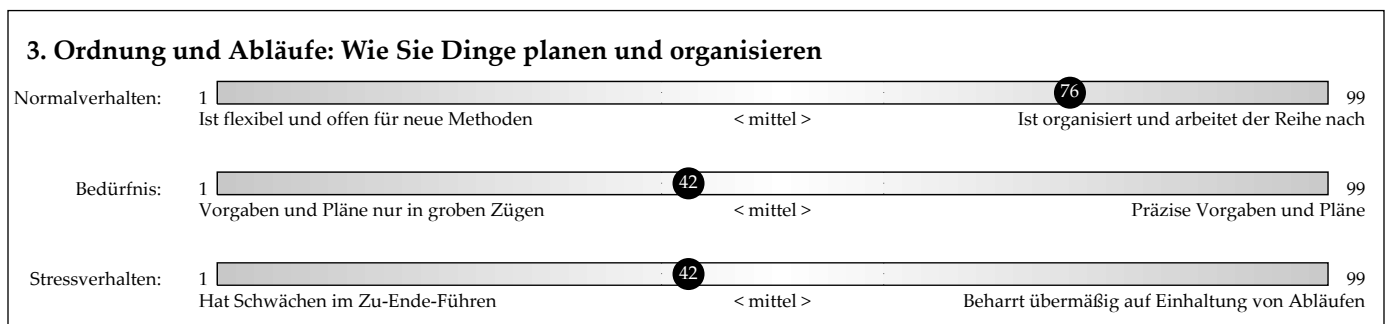 3. Ordnung und Abläufe: Wie Sie Dinge planen und organisieren
76
Normalverhalten: 1 99
Ist flexibel und offen für neue Methoden < mittel > Ist organisiert und arbeitet der Reihe nach
42
Bedürfnis: 1 99
Vorgaben und Pläne nur in groben Zügen < mittel > Präzise Vorgaben und Pläne
42
Stressverhalten: 1 99
Hat Schwächen im Zu-Ende-Führen < mittel > Beharrt übermäßig auf Einhaltung von Abläufen